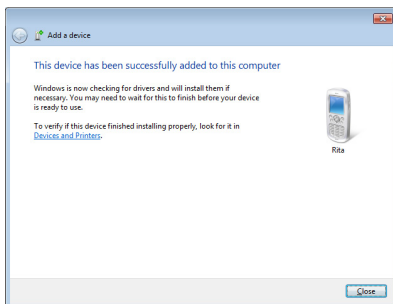 Add a device
This device has been successfully added to this computer
Windows is now checking for drivers and will install them if
necessary. You may need to wait for this to finish before your device
is ready to use.
To verify if this device finished installing properly, look for it in
Devices and Printers.
Rita
Close